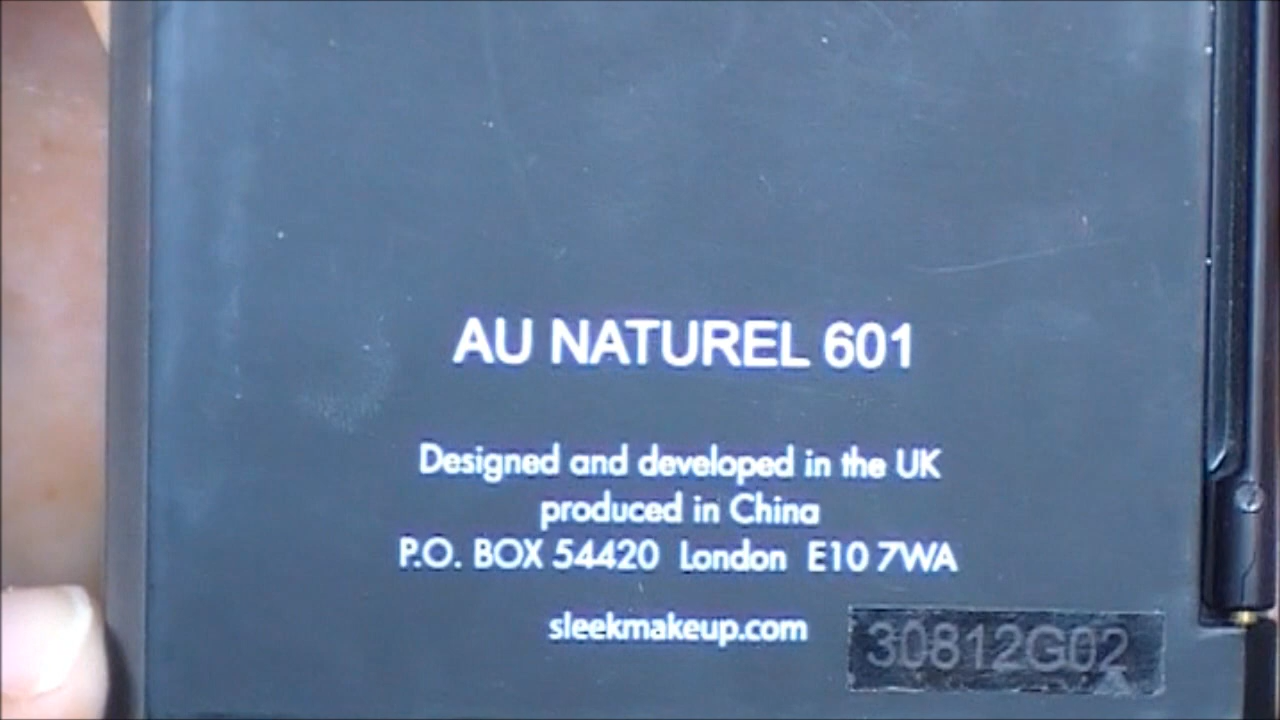 AU NATUREL 601
Designed and developed in the UK
produced in China
P.O. BOX 54420 London E10 7WA
sleekmakeup.com
30812G02